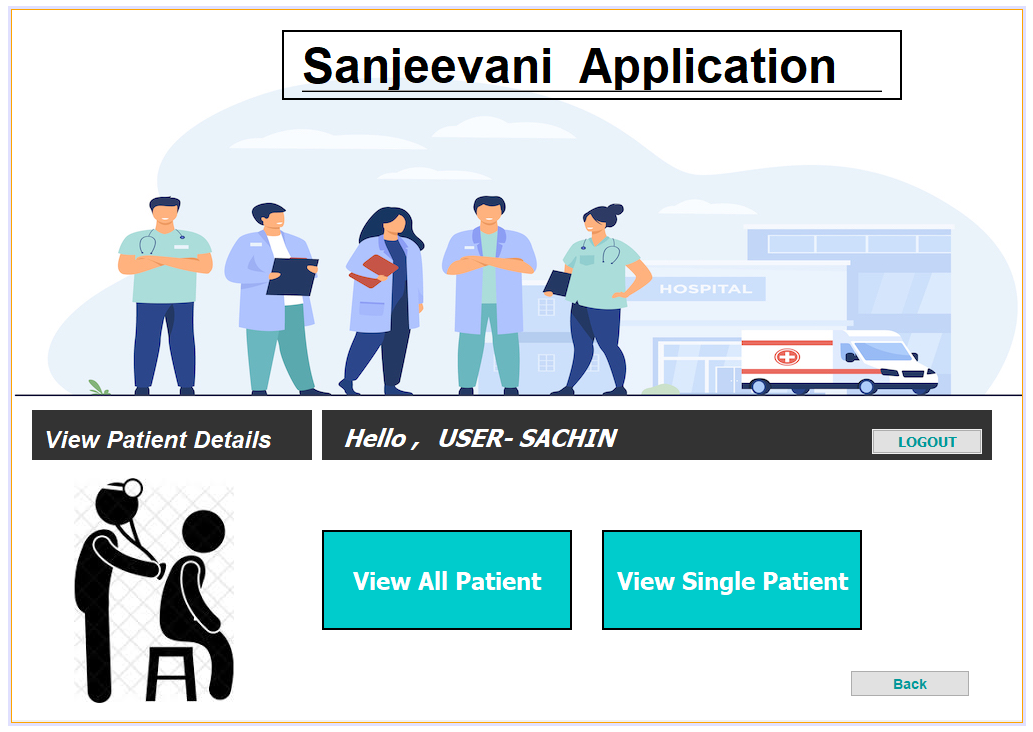 Sanjeevani Application
HOSPITAL
View Patient Details
Hello , USER- SACHIN
LOGOUT
View All Patient
View Single Patient
Back